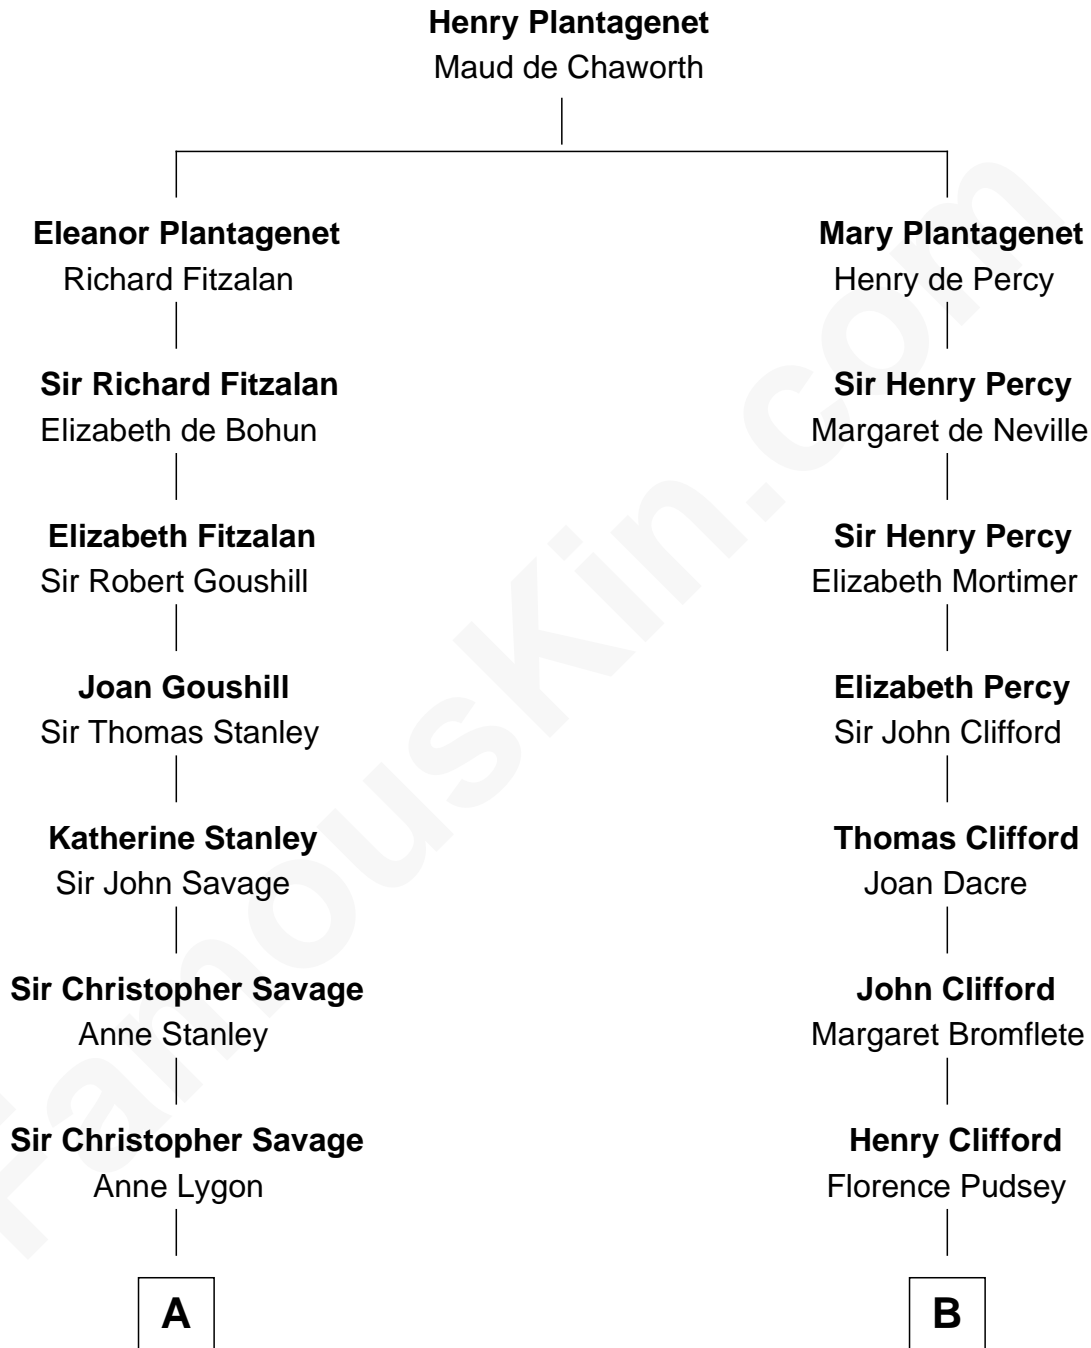 Henry Plantagenet
Maud de Chaworth
Eleanor Plantagenet
Richard Fitzalan
Mary Plantagenet
Henry de Percy
Sir Richard Fitzalan
Elizabeth de Bohun
Sir Henry Percy
Margaret de Neville
Elizabeth Fitzalan
Sir Robert Goushill
Sir Henry Percy
Elizabeth Mortimer
Joan Goushill
Sir Thomas Stanley
Elizabeth Percy
Sir John Clifford
Katherine Stanley
Sir John Savage
Thomas Clifford
Joan Dacre
Sir Christopher Savage
Anne Stanley
John Clifford
Margaret Bromflete
Sir Christopher Savage
Anne Lygon
Henry Clifford
Florence Pudsey
A
B
FamousKin.com